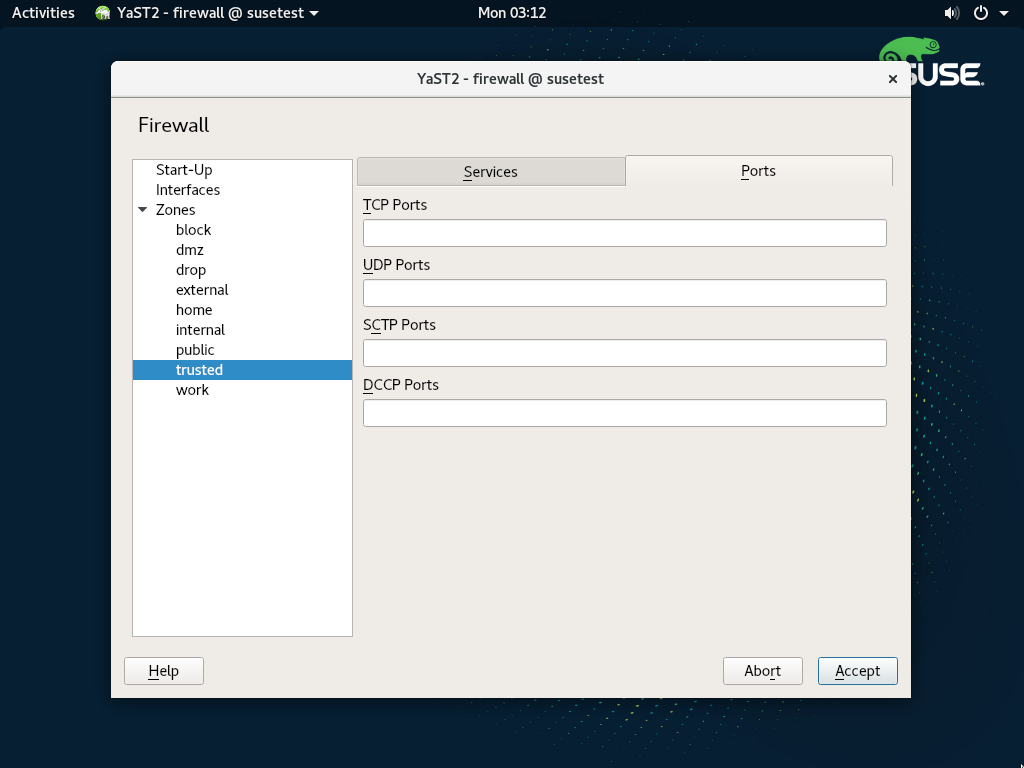 Activities YaST2 - firewall @ susetest Mon 03:12
SUSE
YaST2 - firewall @ susetest
Firewall
Start-Up
Interfaces
Zones
block
dmz
drop
external
home
internal
public
trusted
work
Services Ports
TCP Ports
UDP Ports
SCTP Ports
DCCP Ports
Help Abort Accept